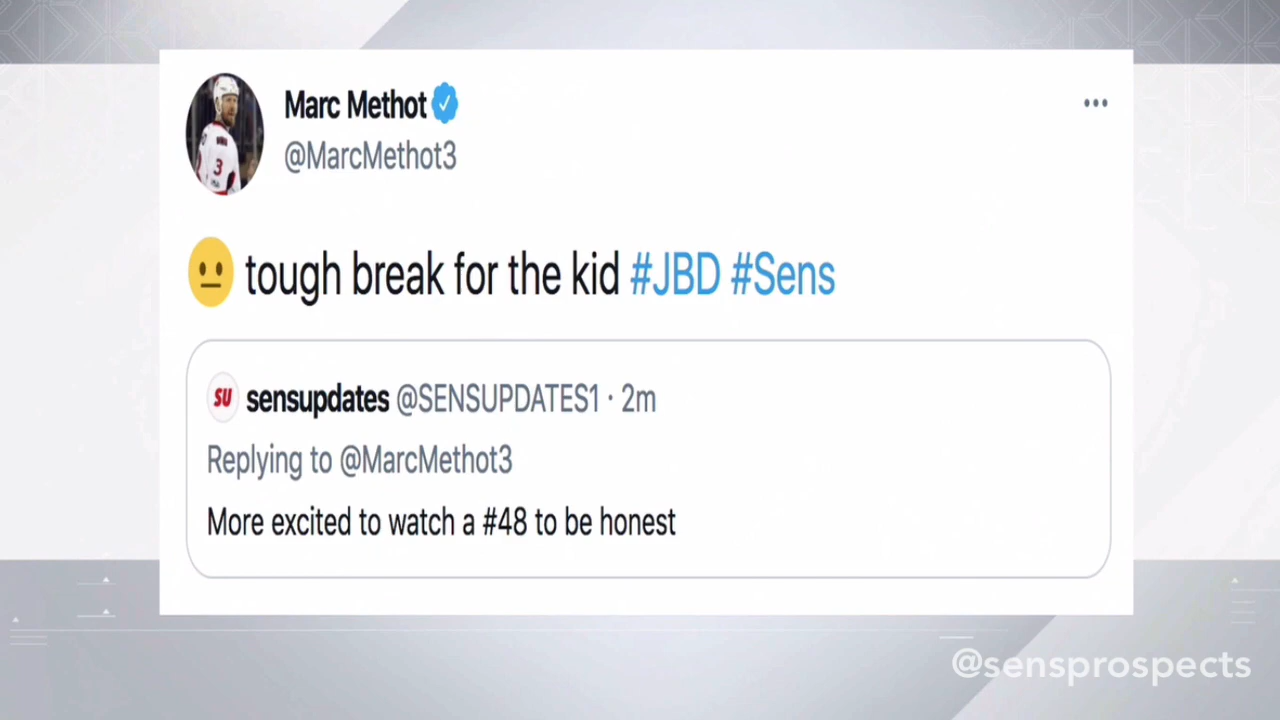 Marc Methot
@MarcMethot3
😐 tough break for the kid #JBD #Sens
SU sensupdates @SENSUPDATES1 · 2m
Replying to @MarcMethot3
More excited to watch a #48 to be honest
@sensprospects